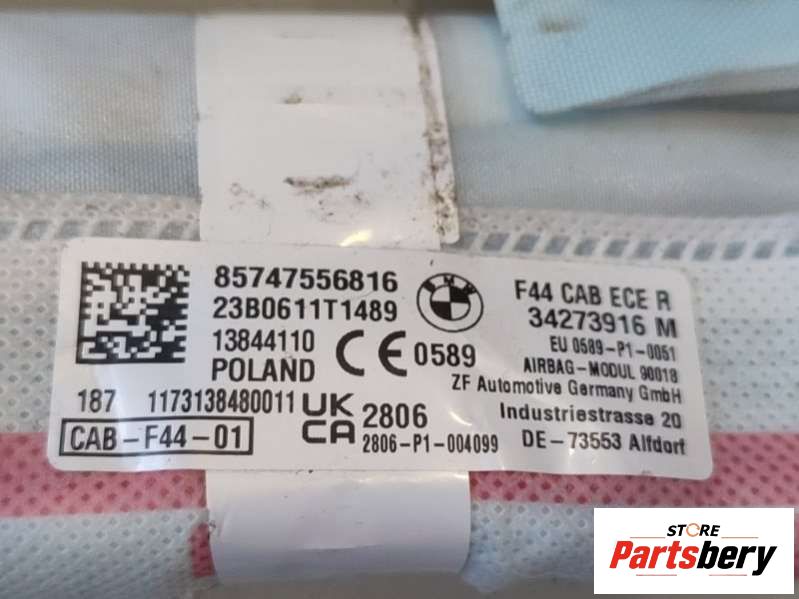 85747556816
23B0611T1489
13844110
POLAND
CE 0589
BMW
F44 CAB ECE R
34273916 M
EU 0589-P1-0051
AIRBAG-MODUL 90018
ZF Automotive Germany GmbH
Industriestrasse 20
DE-73553 Alfdorf
187 1173138480011
UK
CA
2806
2806-P1-004099
CAB-F44-01
STORE
Partsbery